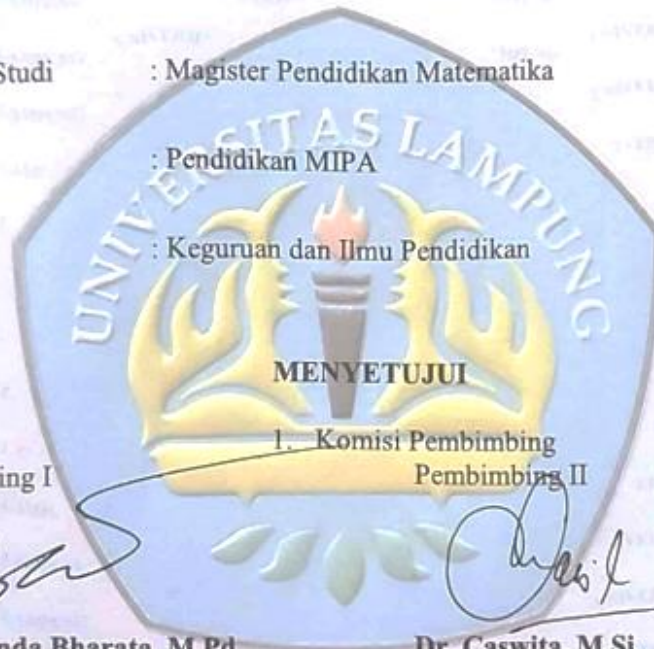 Studi : Magister Pendidikan Matematika
: Pendidikan MIPA
: Keguruan dan Ilmu Pendidikan
UNIVERSITAS LAMPUNG
MENYETUJUI
1. Komisi Pembimbing
ing I Pembimbing II
nda Bharata, M.Pd Dr. Caswita, M.Si